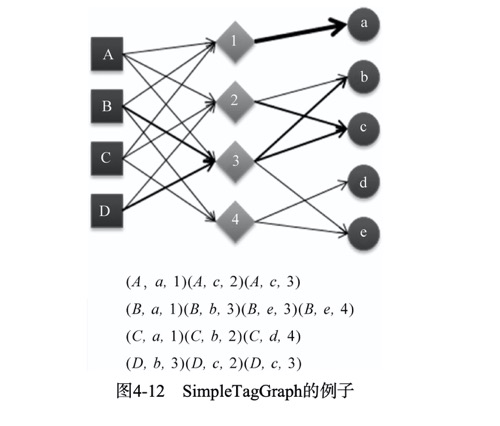 A
B
C
D
1
2
3
4
a
b
c
d
e
(A, a, 1)(A, c, 2)(A, c, 3)
(B, a, 1)(B, b, 3)(B, e, 3)(B, e, 4)
(C, a, 1)(C, b, 2)(C, d, 4)
(D, b, 3)(D, c, 2)(D, c, 3)
图4-12 SimpleTagGraph的例子